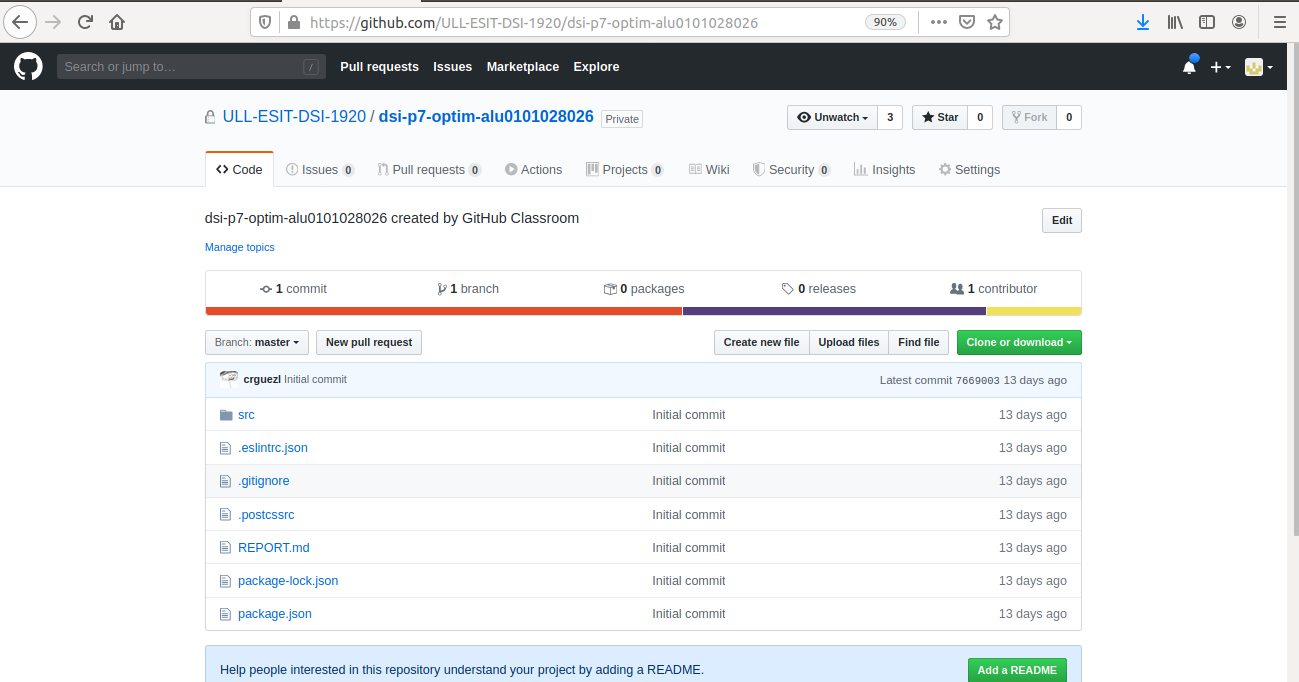 https://github.com/ULL-ESIT-DSI-1920/dsi-p7-optim-alu0101028026 90%
Search or jump to… / Pull requests Issues Marketplace Explore
ULL-ESIT-DSI-1920 / dsi-p7-optim-alu0101028026 Private Unwatch 3 Star 0 Fork 0
Code Issues 0 Pull requests 0 Actions Projects 0 Wiki Security 0 Insights Settings
dsi-p7-optim-alu0101028026 created by GitHub Classroom Edit
Manage topics
1 commit 1 branch 0 packages 0 releases 1 contributor
Branch: master New pull request Create new file Upload files Find file Clone or download
crguezl Initial commit Latest commit 7669003 13 days ago
src Initial commit 13 days ago
.eslintrc.json Initial commit 13 days ago
.gitignore Initial commit 13 days ago
.postcssrc Initial commit 13 days ago
REPORT.md Initial commit 13 days ago
package-lock.json Initial commit 13 days ago
package.json Initial commit 13 days ago
Help people interested in this repository understand your project by adding a README. Add a README